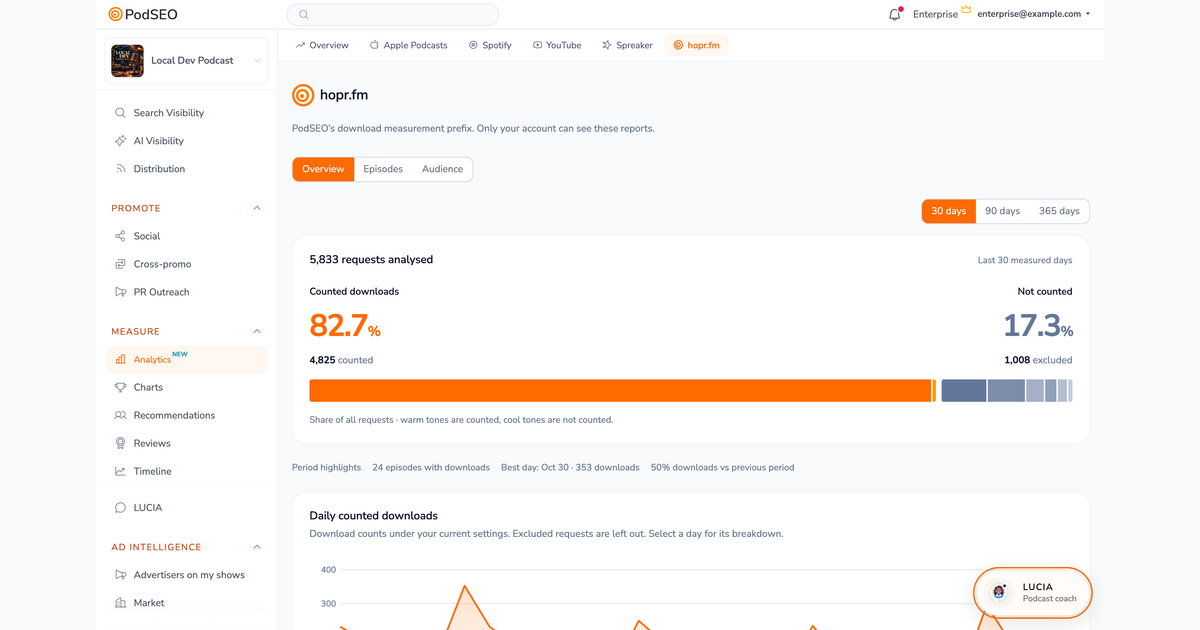 PodSEO
Enterprise
enterprise@example.com
Local Dev Podcast
Search Visibility
AI Visibility
Distribution
PROMOTE
Social
Cross-promo
PR Outreach
MEASURE
Analytics NEW
Charts
Recommendations
Reviews
Timeline
LUCIA
AD INTELLIGENCE
Advertisers on my shows
Market
Overview
Apple Podcasts
Spotify
YouTube
Spreaker
hopr.fm
hopr.fm
PodSEO's download measurement prefix. Only your account can see these reports.
Overview
Episodes
Audience
30 days
90 days
365 days
5,833 requests analysed
Last 30 measured days
Counted downloads
Not counted
82.7%
17.3%
4,825 counted
1,008 excluded
Share of all requests · warm tones are counted, cool tones are not counted.
Period highlights
24 episodes with downloads
Best day: Oct 30 · 353 downloads
50% downloads vs previous period
Daily counted downloads
Download counts under your current settings. Excluded requests are left out. Select a day for its breakdown.
400
300
LUCIA
Podcast coach